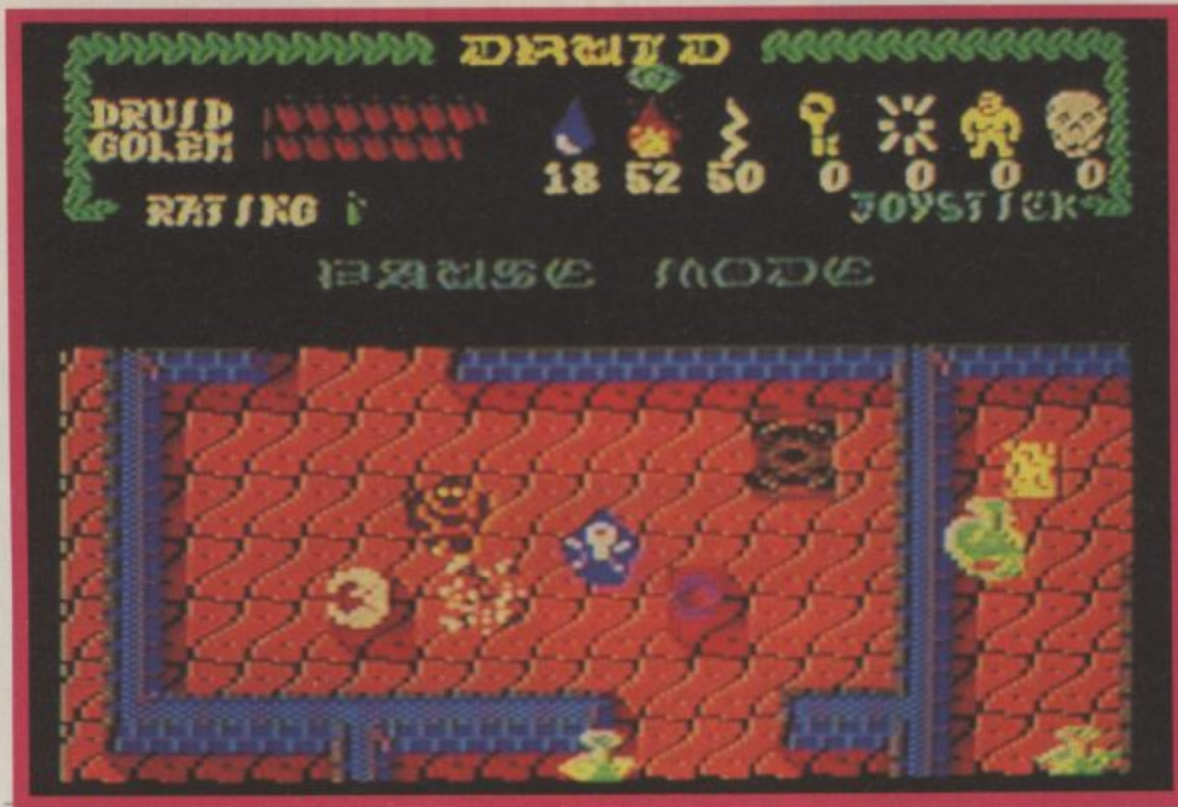 DRUID
DRUID
GOLEM
18 52 50 0 0 0 0
RATING
JOYSTICK
PAUSE MODE